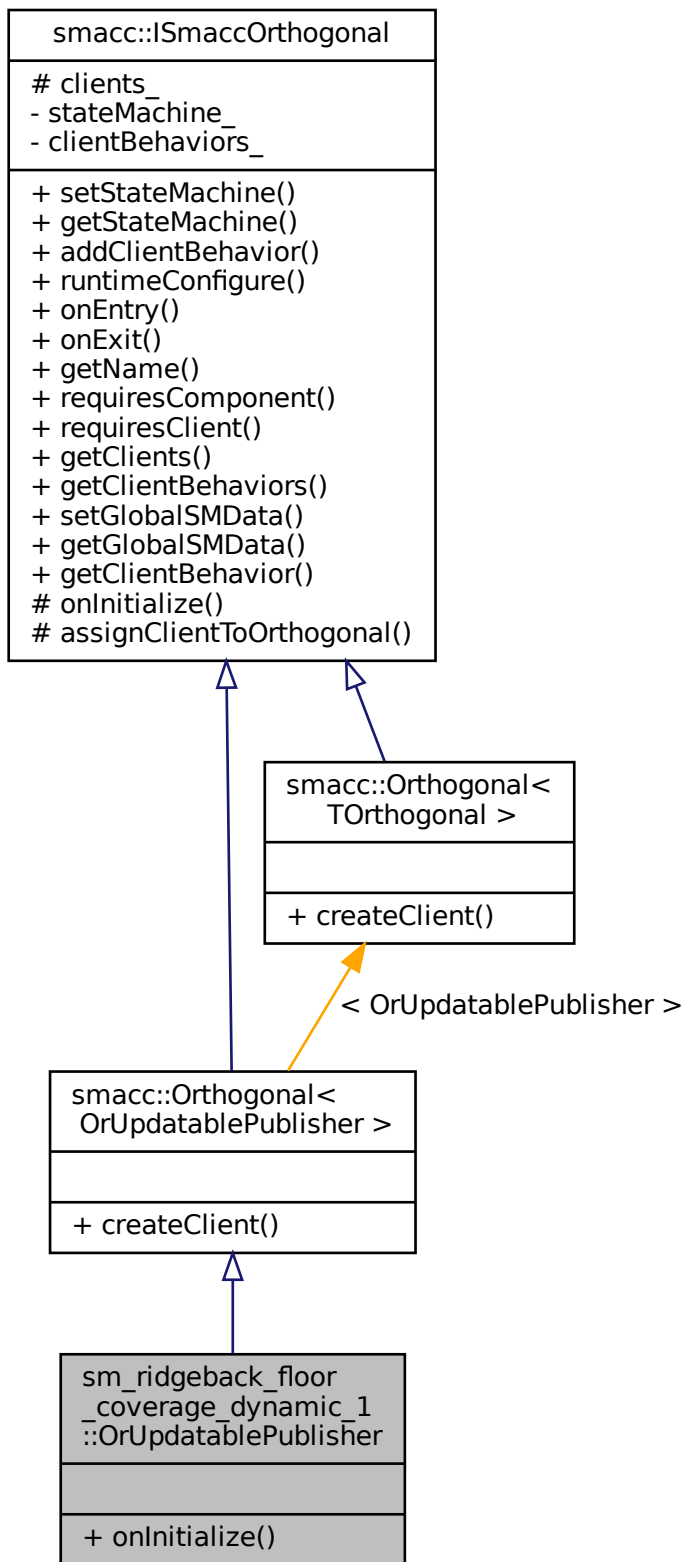 smacc::ISmaccOrthogonal
# clients_
- stateMachine_
- clientBehaviors_
+ setStateMachine()
+ getStateMachine()
+ addClientBehavior()
+ runtimeConfigure()
+ onEntry()
+ onExit()
+ getName()
+ requiresComponent()
+ requiresClient()
+ getClients()
+ getClientBehaviors()
+ setGlobalSMData()
+ getGlobalSMData()
+ getClientBehavior()
# onInitialize()
# assignClientToOrthogonal()
smacc::Orthogonal<
TOrthogonal >
+ createClient()
< OrUpdatablePublisher >
smacc::Orthogonal<
OrUpdatablePublisher >
+ createClient()
sm_ridgeback_floor
_coverage_dynamic_1
::OrUpdatablePublisher
+ onInitialize()